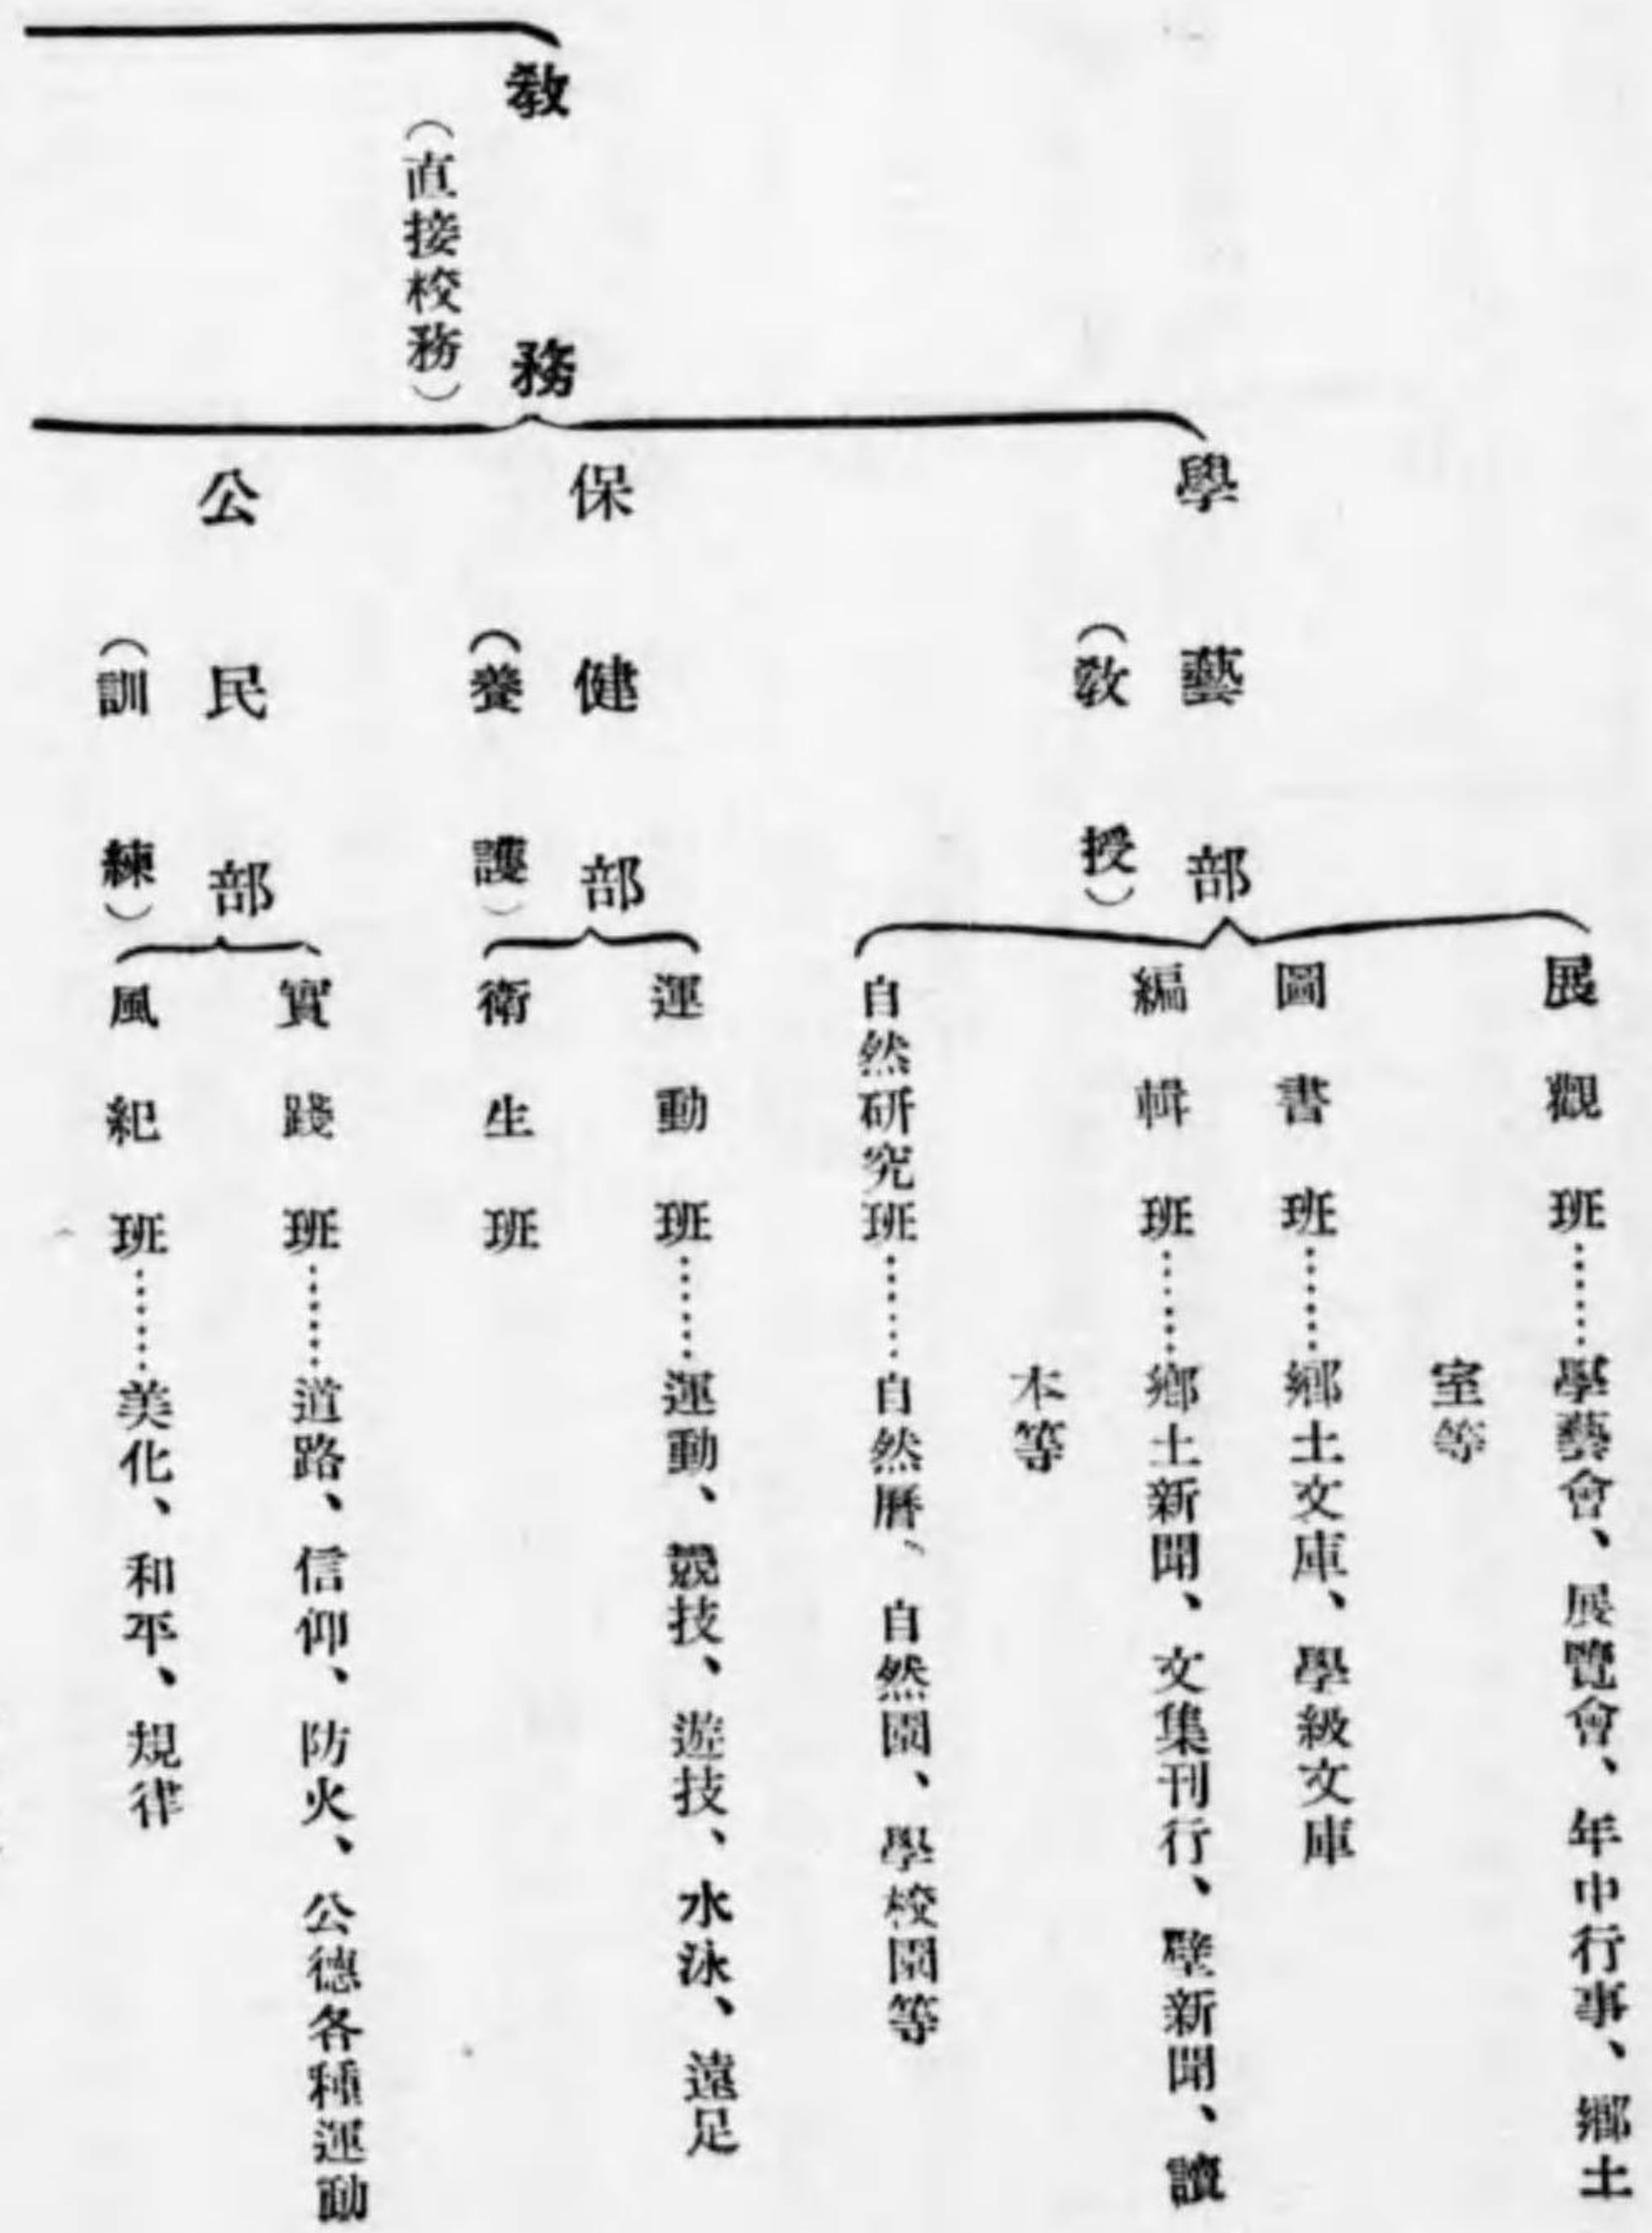 教務
（直接校務）
學藝部
（教授）
展觀班………學藝會、展覽會、年中行事、鄕土
室等
圖書班………鄕土文庫、學級文庫
編輯班………鄕土新聞、文集刊行、壁新聞、讀
本等
自然研究班………自然曆、自然園、學校園等
保健部
（養護）
運動班………運動、競技、遊技、水泳、遠足
衞生班
公民部
（訓練）
實踐班………道路、信仰、防火、公德各種運動
風紀班………美化、和平、規律